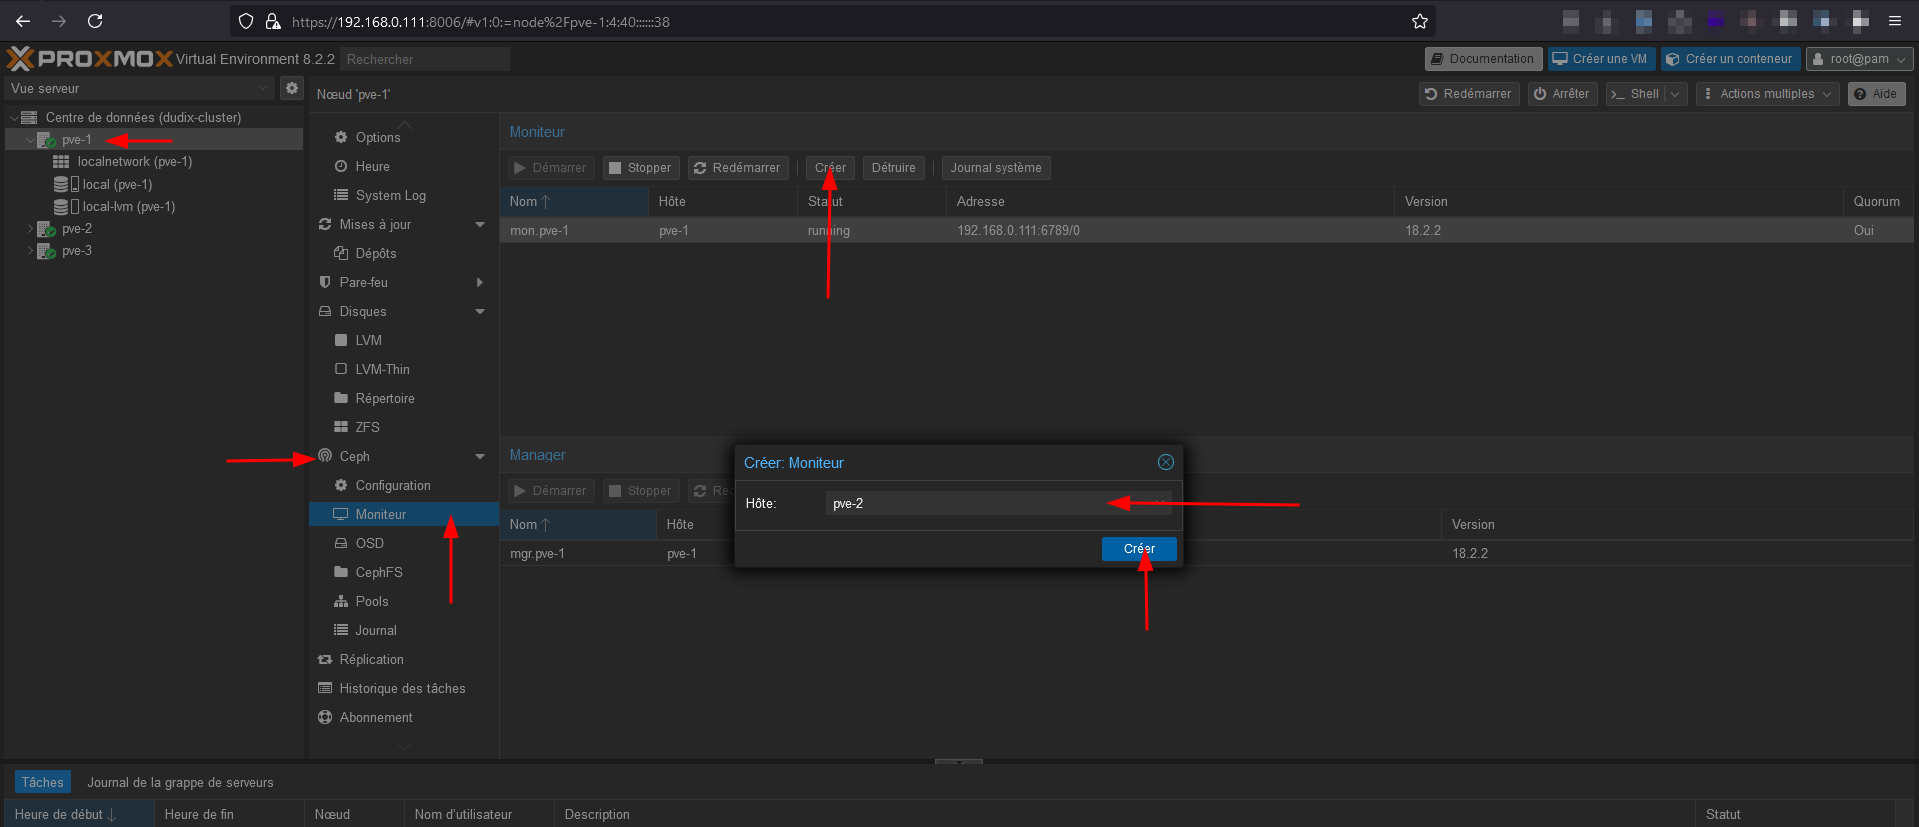 https://192.168.0.111:8006/#v1:0:=node%2Fpve-1:4:40::::::38
PROXMOX Virtual Environment 8.2.2 Rechercher
Documentation Créer une VM Créer un conteneur root@pam
Vue serveur
Nœud 'pve-1'
Redémarrer Arrêter >_ Shell Actions multiples Aide
Centre de données (dudix-cluster)
pve-1
localnetwork (pve-1)
local (pve-1)
local-lvm (pve-1)
pve-2
pve-3
Options
Heure
System Log
Mises à jour
Dépôts
Pare-feu
Disques
LVM
LVM-Thin
Répertoire
ZFS
Ceph
Configuration
Moniteur
OSD
CephFS
Pools
Journal
Réplication
Historique des tâches
Abonnement
Moniteur
Démarrer Stopper Redémarrer Créer Détruire Journal système
Nom Hôte Statut Adresse Version Quorum
mon.pve-1 pve-1 running 192.168.0.111:6789/0 18.2.2 Oui
Manager
Démarrer Stopper
Nom Hôte Version
mgr.pve-1 pve-1 18.2.2
Créer: Moniteur
Hôte: pve-2
Créer
Tâches Journal de la grappe de serveurs
Heure de début Heure de fin Nœud Nom d'utilisateur Description Statut